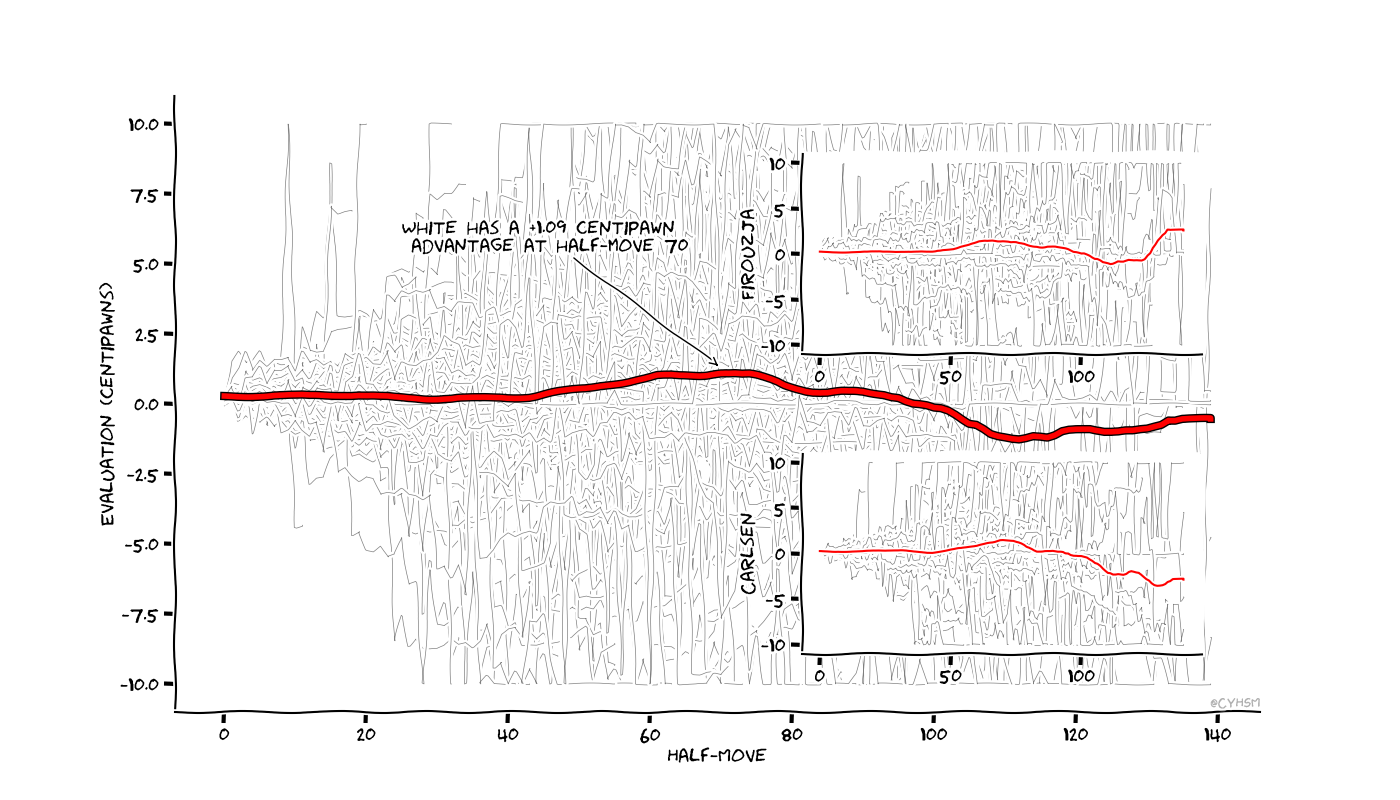 10.0
7.5
5.0
2.5
0.0
-2.5
-5.0
-7.5
-10.0
EVALUATION (CENTIPAWNS)
WHITE HAS A +1.09 CENTIPAWN
ADVANTAGE AT HALF-MOVE 70
10
5
0
-5
-10
FIROUZJA
0 50 100
10
5
0
-5
-10
CARLSEN
0 50 100
@CYHSM
0 20 40 60 80 100 120 140
HALF-MOVE